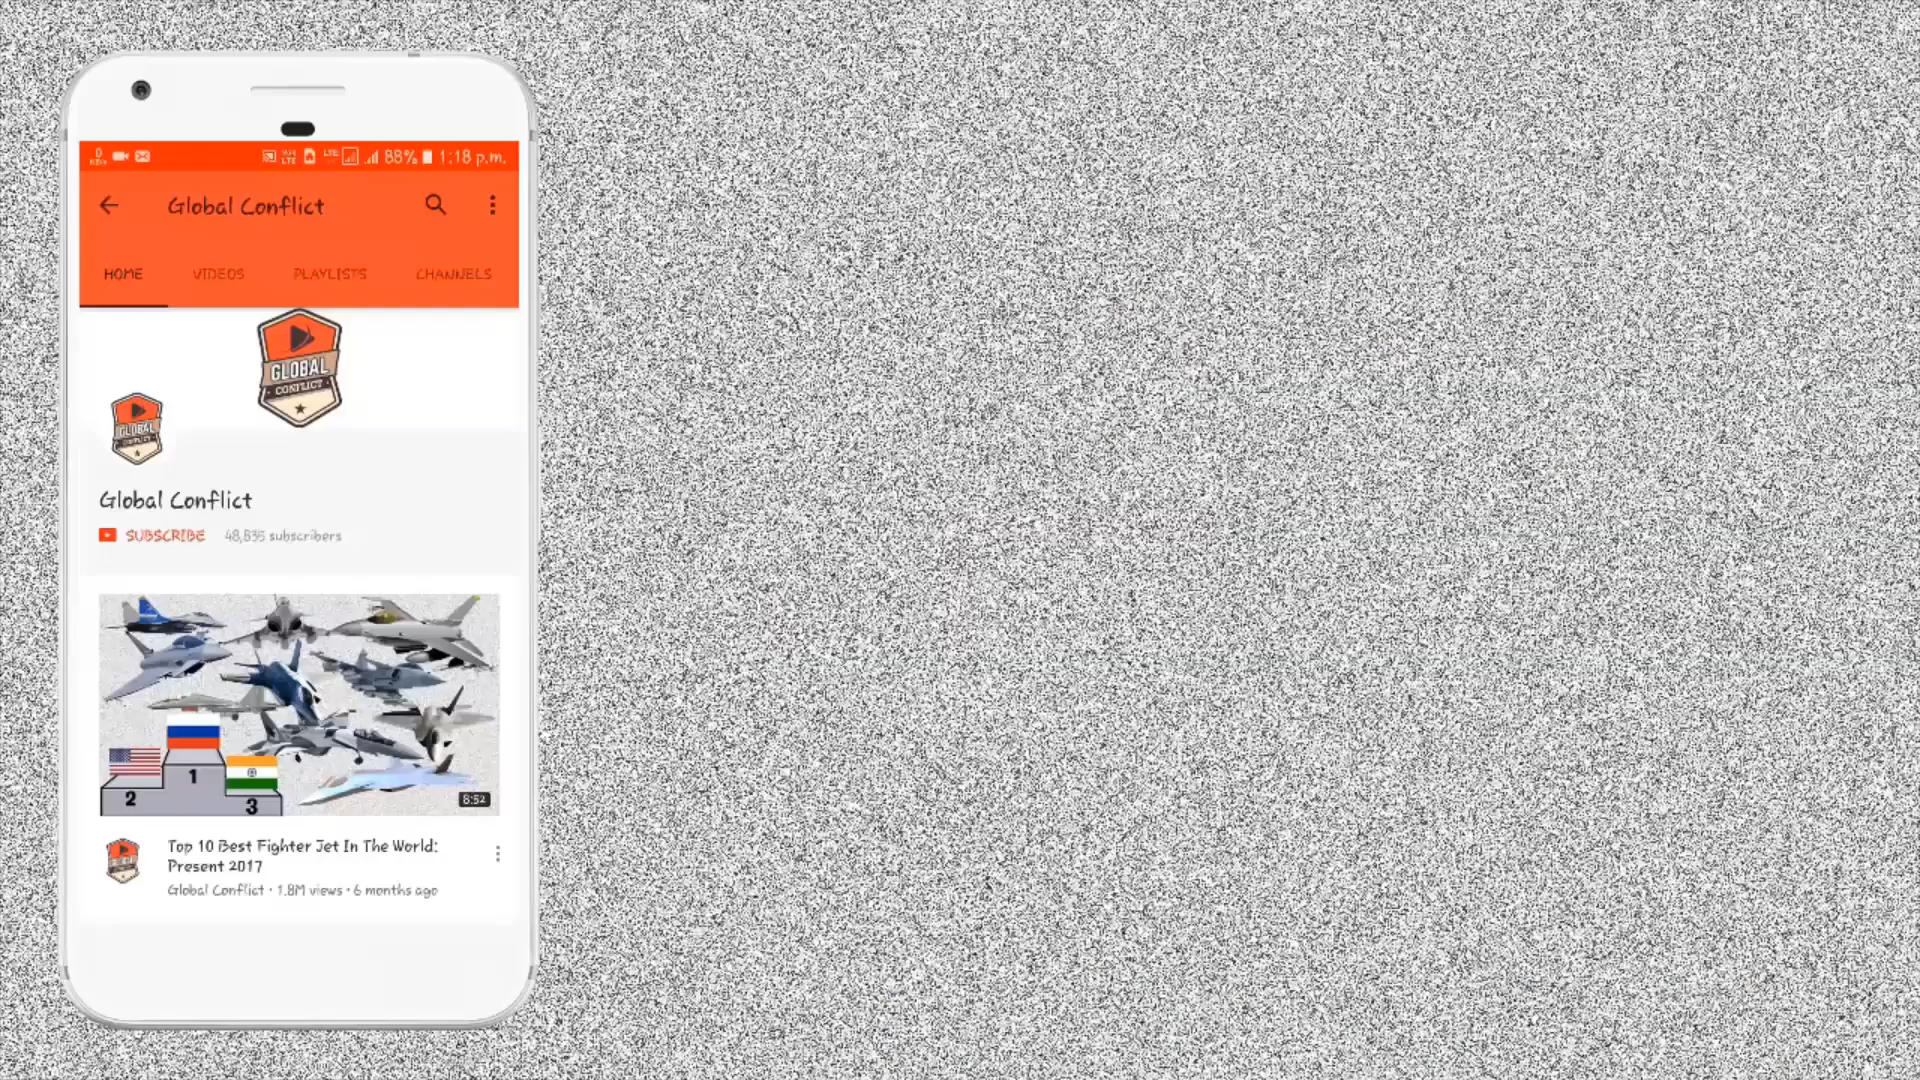 88% 1:18 p.m.
Global Conflict
HOME VIDEOS PLAYLISTS CHANNELS
GLOBAL
CONFLICT
GLOBAL
CONFLICT
Global Conflict
SUBSCRIBE 48,835 subscribers
1
2
3
8:52
Top 10 Best Fighter Jet In The World:
Present 2017
Global Conflict • 1.8M views • 6 months ago